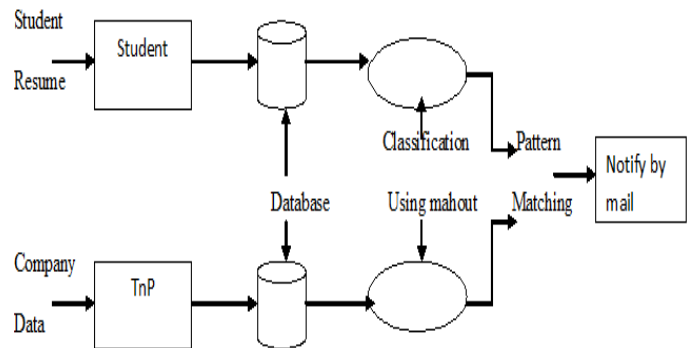 Student
Resume
Student
Classification
Pattern
Notify by
mail
Database
Using mahout
Matching
Company
Data
TnP